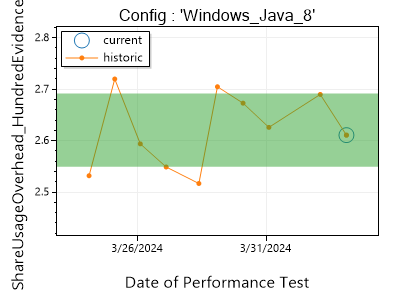 Config : 'Windows_Java_8'
ShareUsageOverhead_HundredEvidence
2.8
2.7
2.6
2.5
current
historic
3/26/2024
3/31/2024
Date of Performance Test